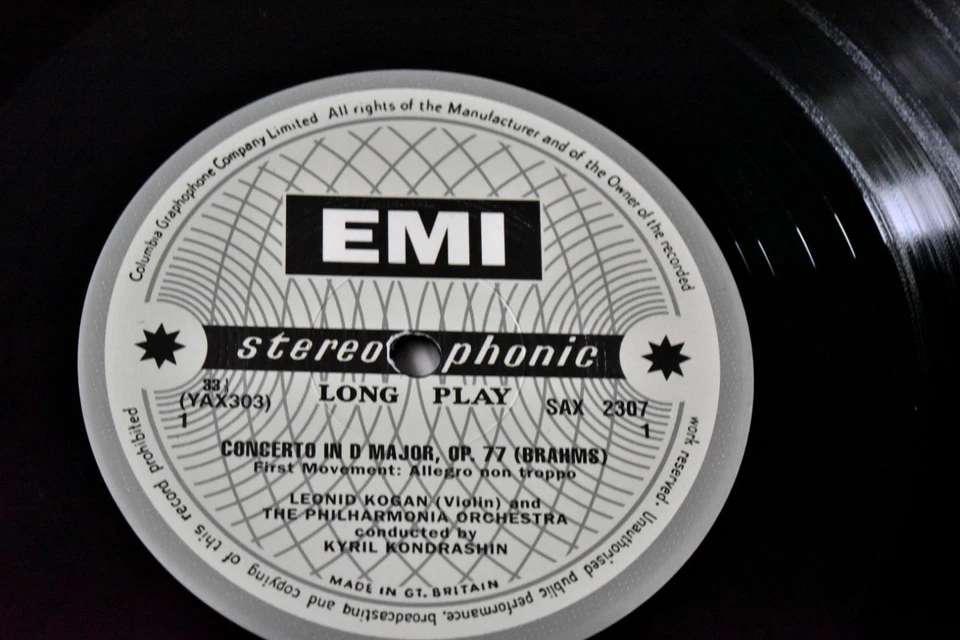 Columbia Graphophone Company Limited All rights of the Manufacturer and of the Owner of the recorded
work reserved. Unauthorised public performance, broadcasting and copying of this record prohibited
EMI
stereophonic
33⅓
LONG PLAY
(YAX303)
SAX 2307
1
1
CONCERTO IN D MAJOR, OP. 77 (BRAHMS)
First Movement: Allegro non troppo
LEONID KOGAN (Violin) and
THE PHILHARMONIA ORCHESTRA
conducted by
KYRIL KONDRASHIN
MADE IN GT. BRITAIN